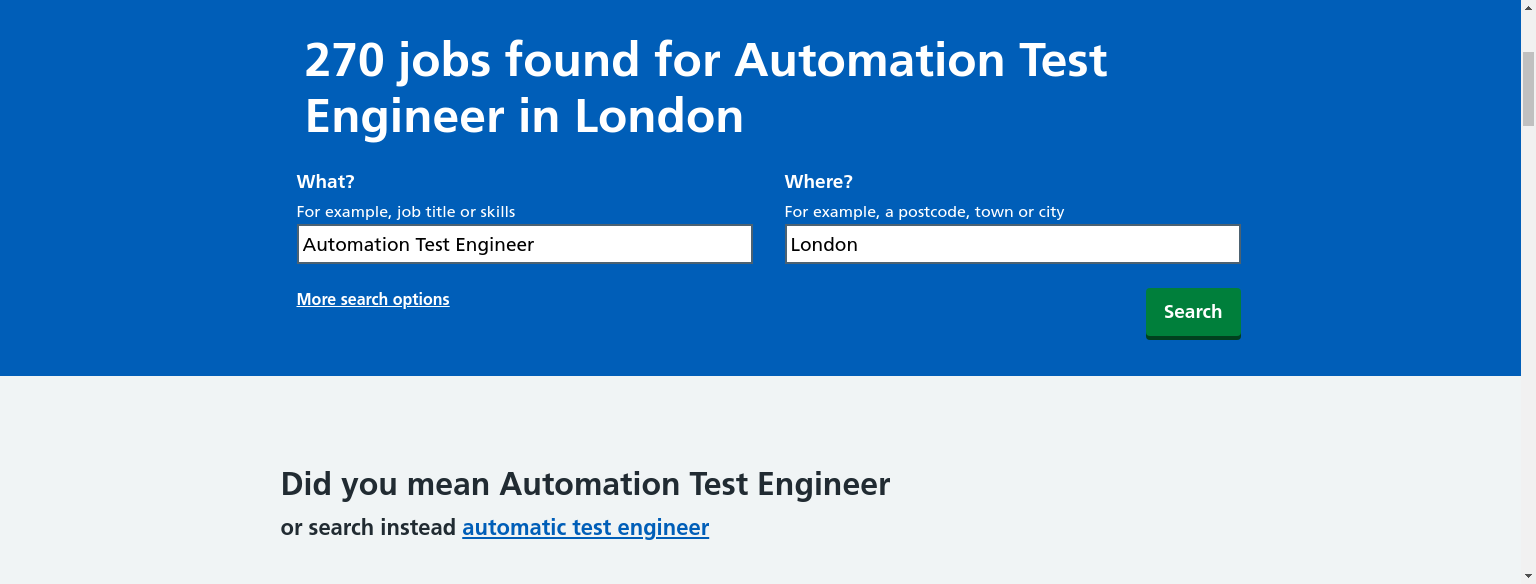 270 jobs found for Automation Test
Engineer in London
What?
Where?
For example, job title or skills
For example, a postcode, town or city
Automation Test Engineer
London
More search options
Search
Did you mean Automation Test Engineer
or search instead automatic test engineer